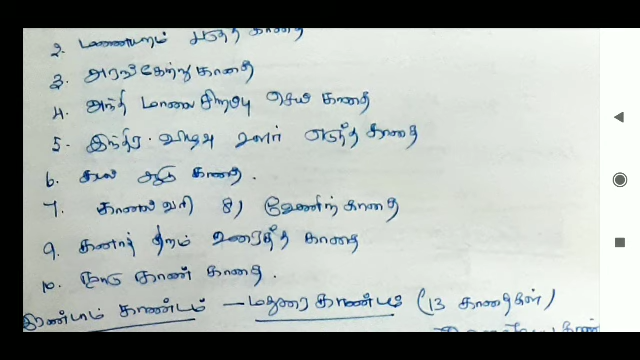 2. மனையறம் படுத்த காதை
3. அரங்கேற்று காதை
4. அந்தி மாலை சிறப்பு செய் காதை
5. இந்திர விழவு ஊர் எடுத்த காதை
6. கடல் ஆடு காதை.
7. கானல் வரி 8) வேனிற் காதை
9. கனாத் திறம் உரைத்த காதை
10. நாடு காண் காதை.
இரண்டாம் காண்டம் – மதுரை காண்டம் (13 காதைகள்)